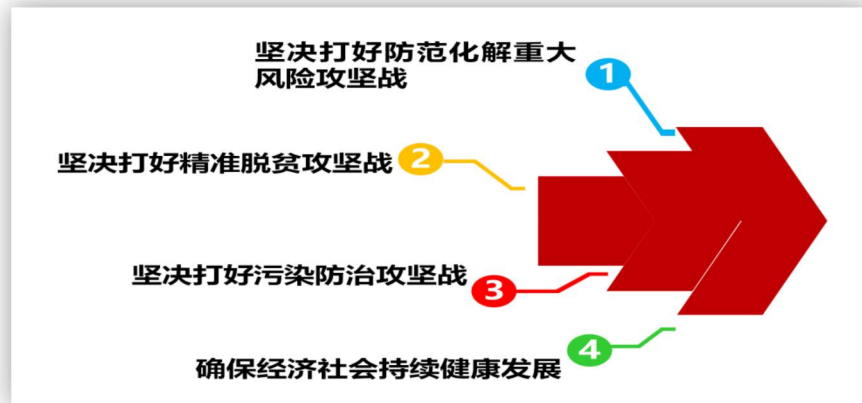 坚决打好防范化解重大
风险攻坚战
1
坚决打好精准脱贫攻坚战
2
坚决打好污染防治攻坚战
3
确保经济社会持续健康发展
4